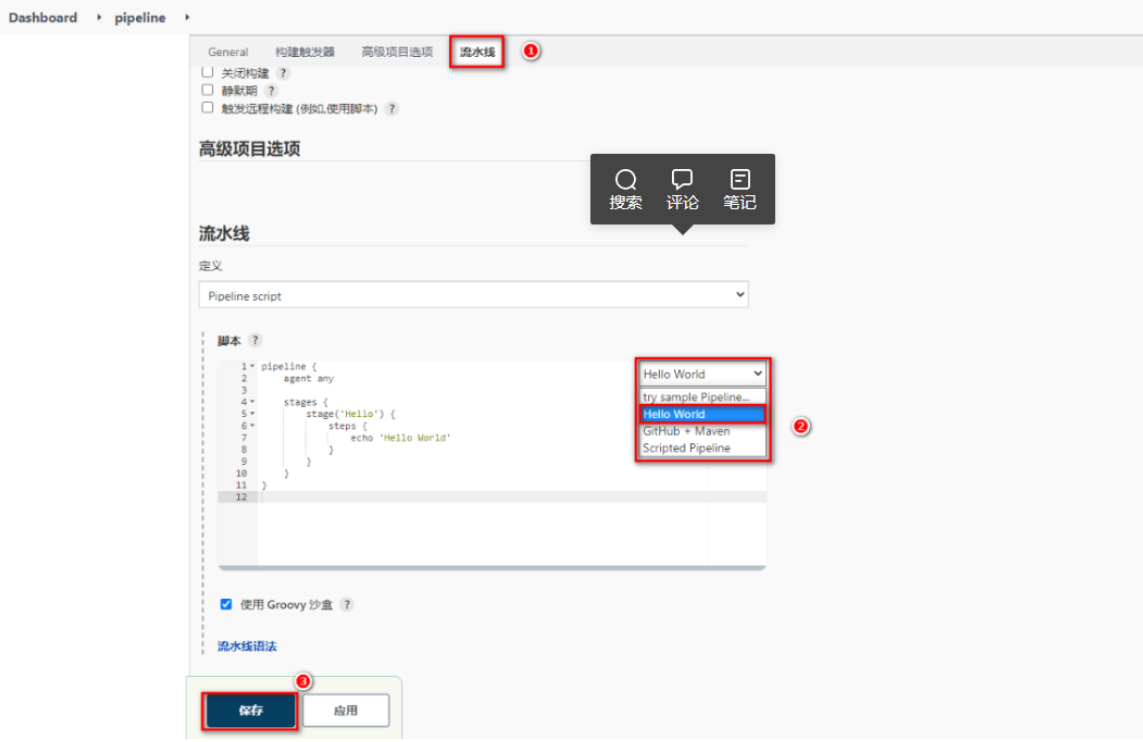 Dashboard pipeline
General 构建触发器 高级项目选项 流水线 1
关闭构建 ?
静默期 ?
触发远程构建 (例如,使用脚本) ?
高级项目选项
搜索 评论 笔记
流水线
定义
Pipeline script
脚本 ?
1 pipeline {
2 agent any
3
4 stages {
5 stage('Hello') {
6 steps {
7 echo 'Hello World'
8 }
9 }
10 }
11 }
12
Hello World
try sample Pipeline...
Hello World
GitHub + Maven
Scripted Pipeline
2
使用 Groovy 沙盒 ?
流水线语法
3
保存 应用